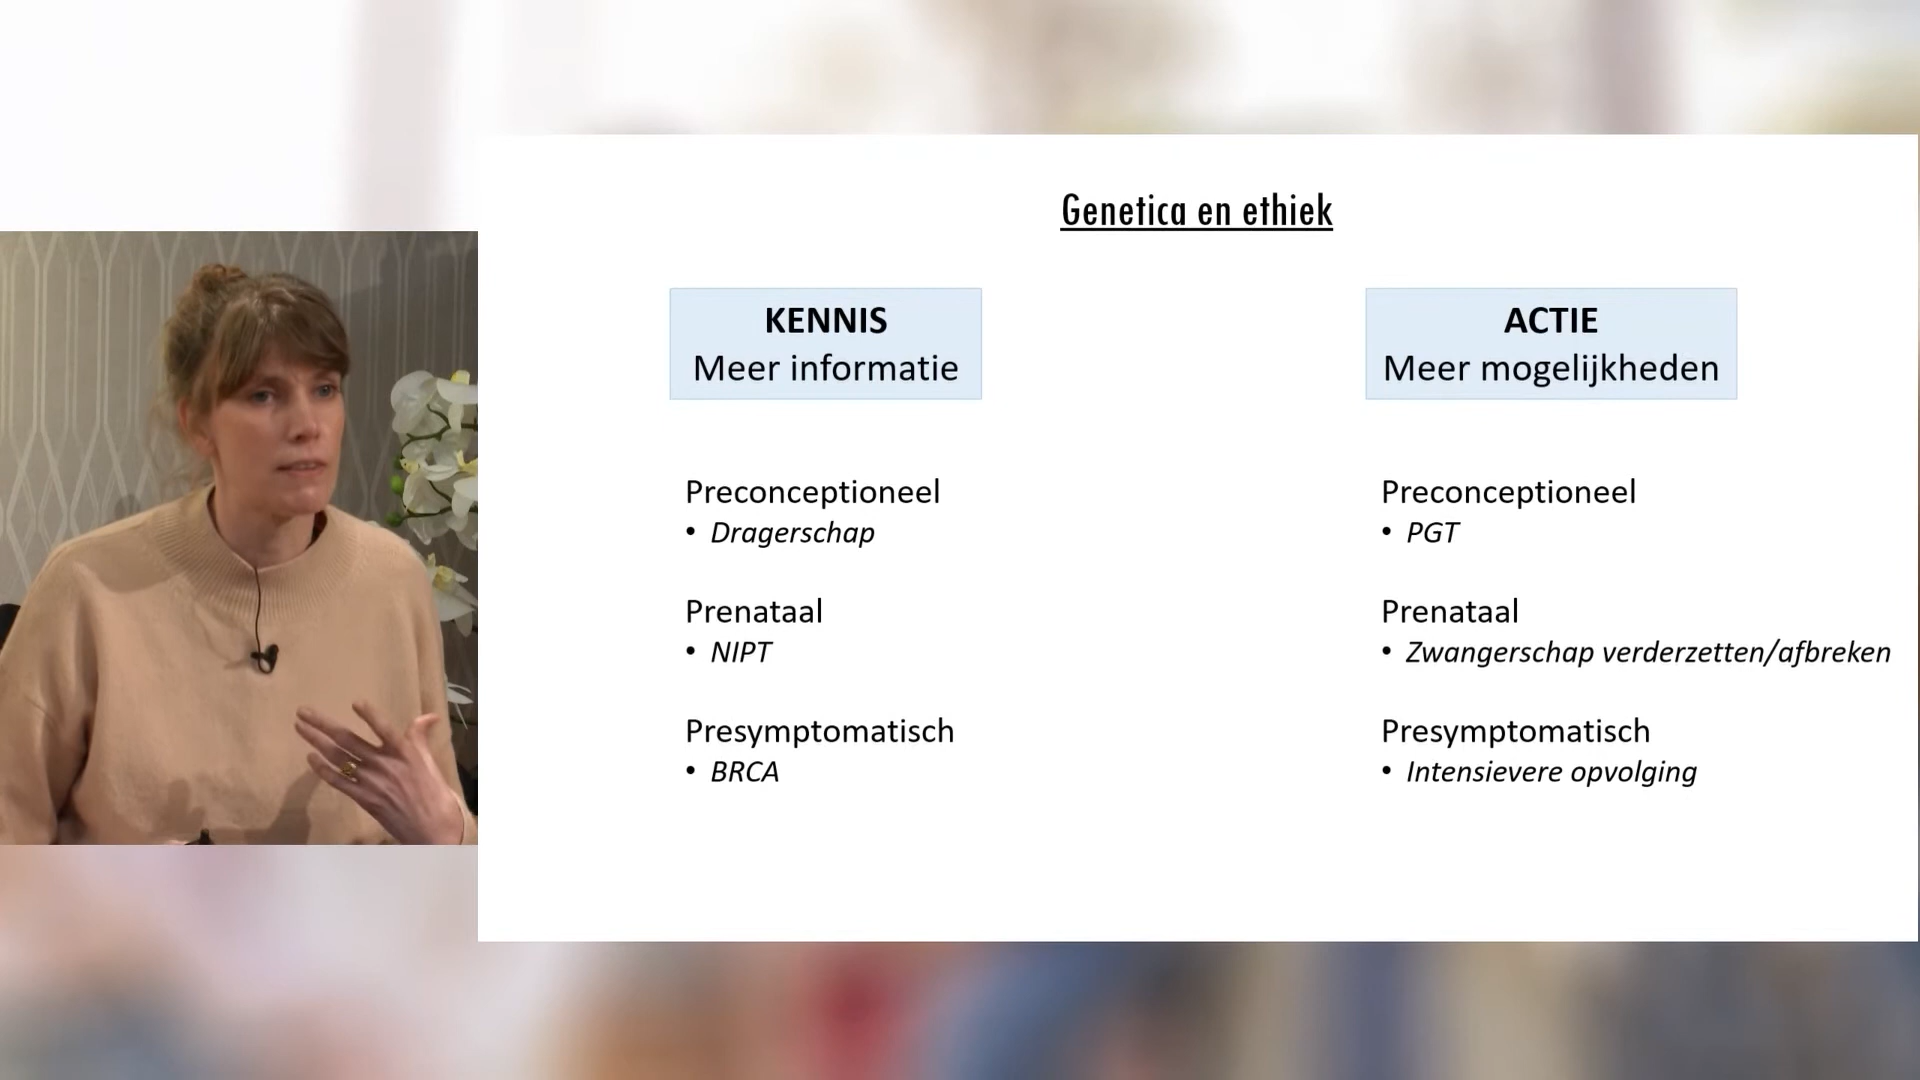 Genetica en ethiek
KENNIS
Meer informatie
Preconceptioneel
• Dragerschap
Prenataal
• NIPT
Presymptomatisch
• BRCA
ACTIE
Meer mogelijkheden
Preconceptioneel
• PGT
Prenataal
• Zwangerschap verderzetten/afbreken
Presymptomatisch
• Intensievere opvolging